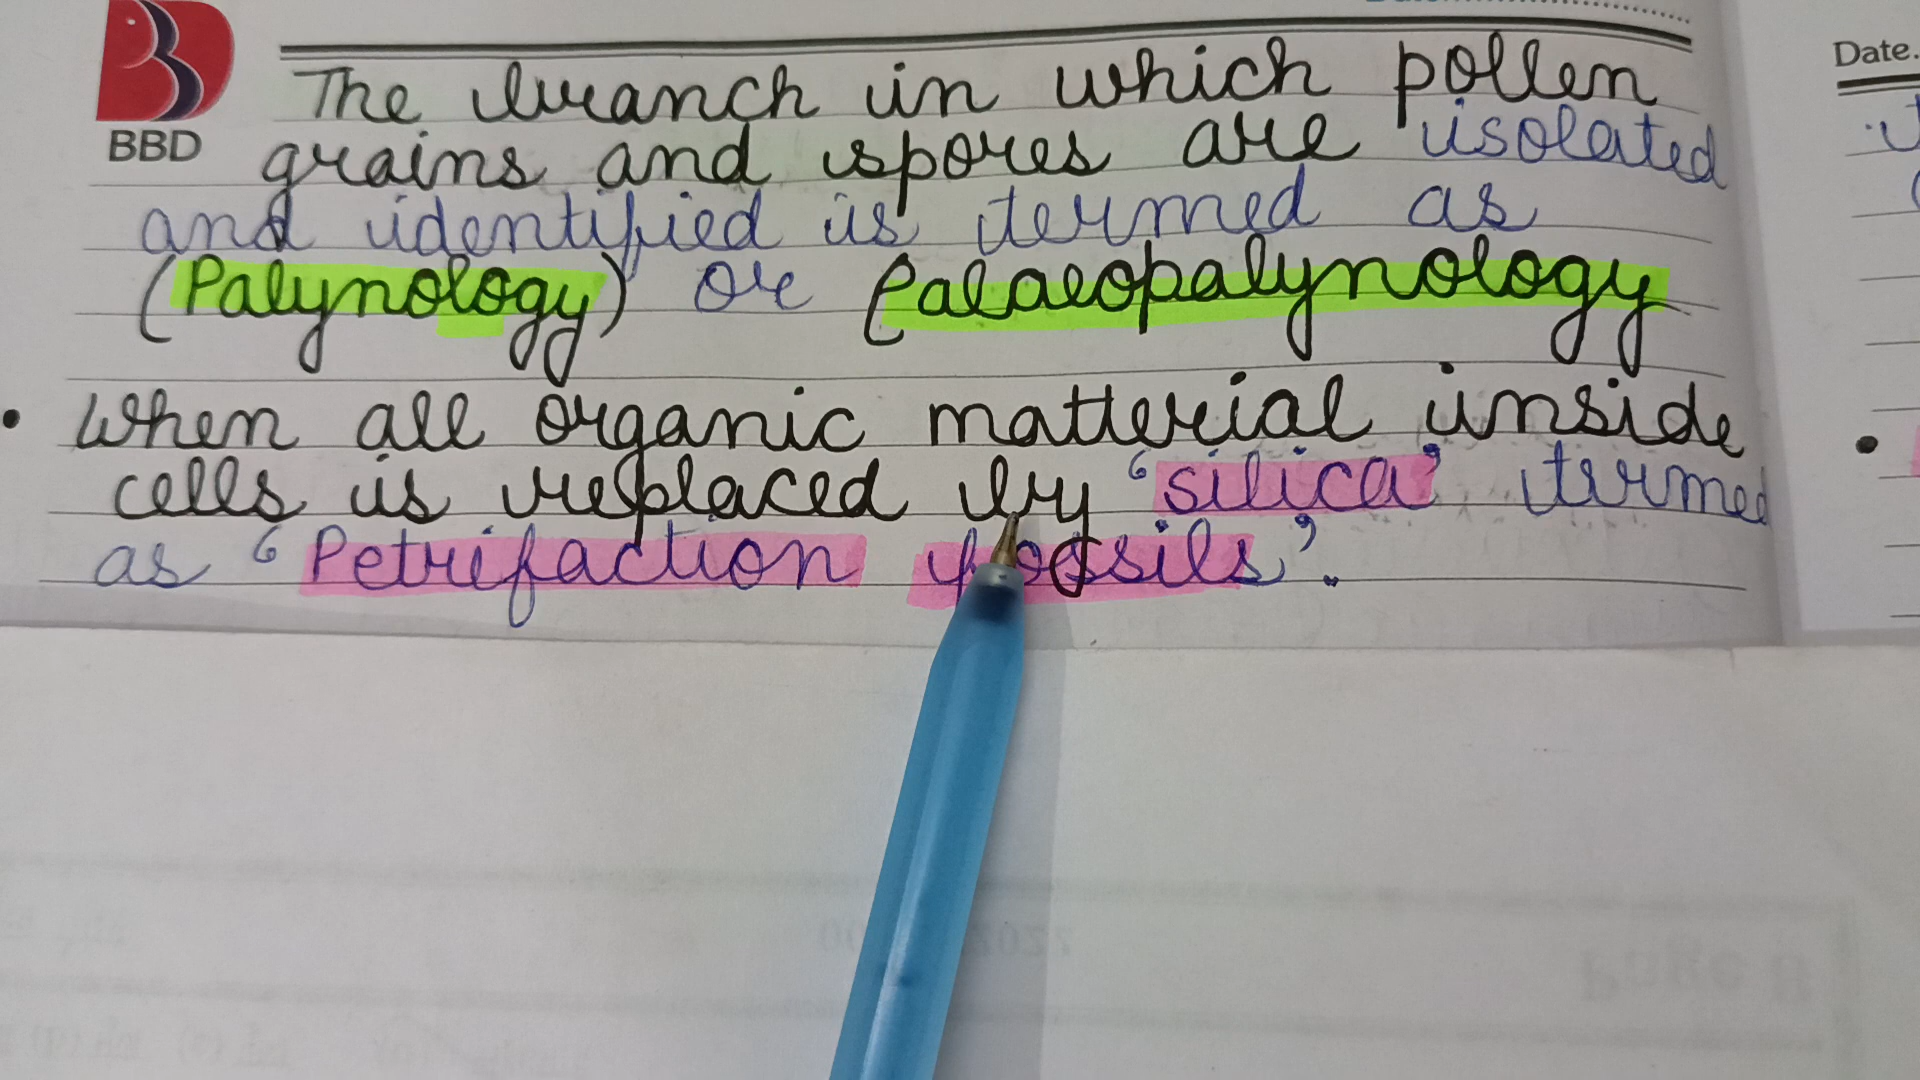 BBD
Date.
The branch in which pollen
grains and spores are isolated
and identified is termed as
(Palynology) or Palaeopalynology
• When all organic matterial inside
cells is replaced by ‘silica’ termed
as ‘Petrifaction fossils’.